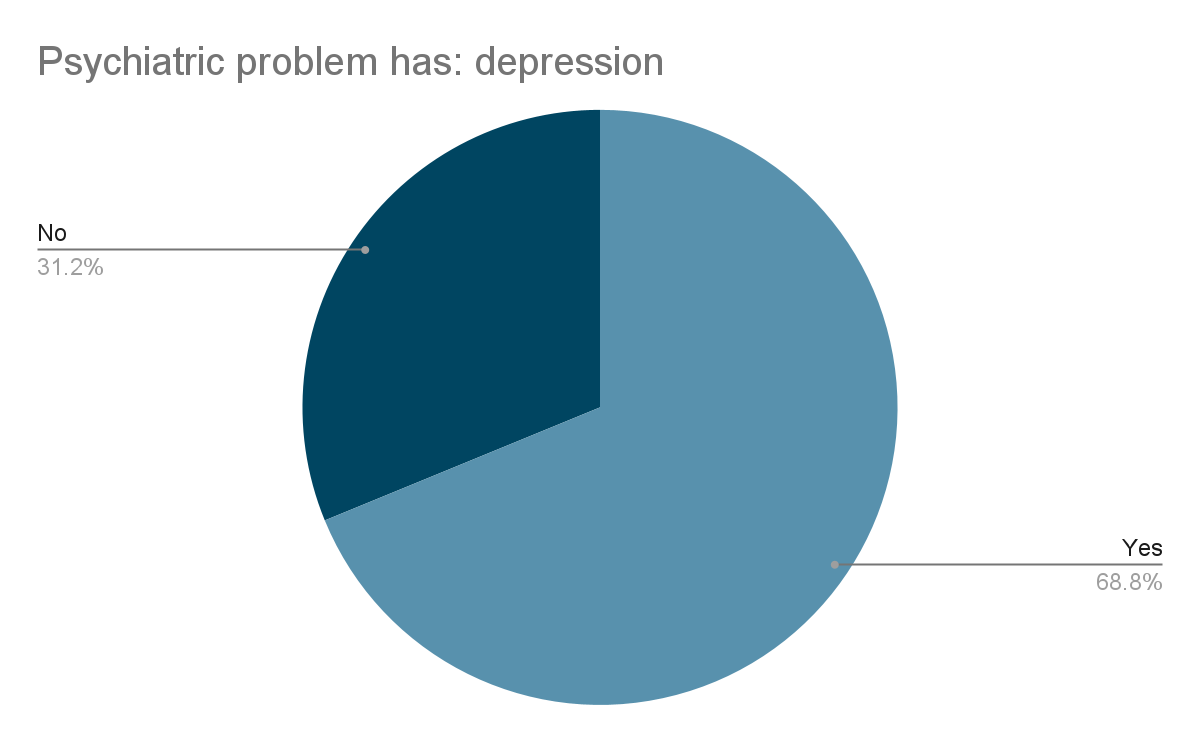 Psychiatric problem has: depression
No
31.2%
Yes
68.8%